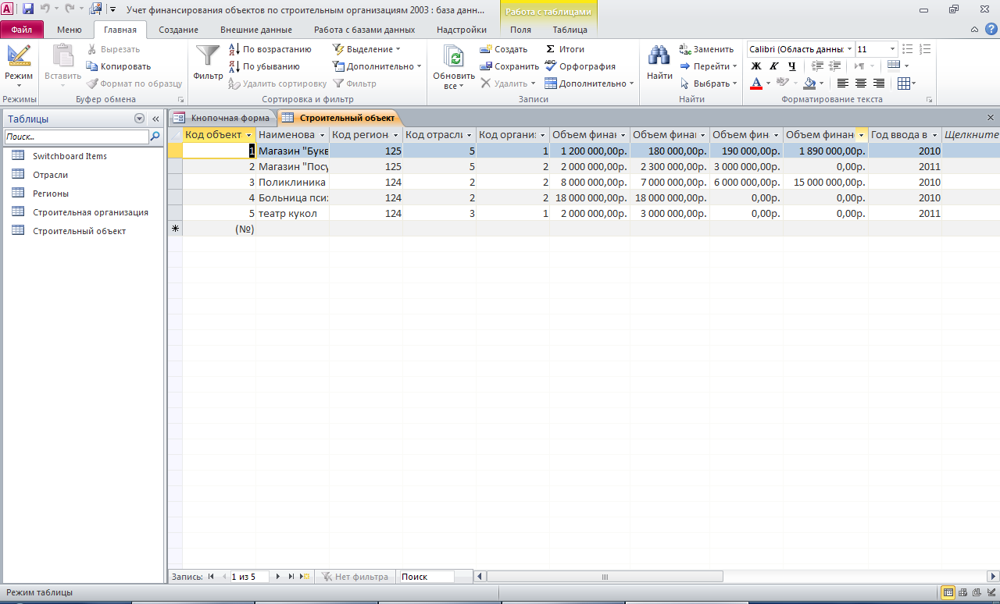 Учет финансирования объектов по строительным организациям 2003 : база данн...
Работа с таблицами
Файл Меню Главная Создание Внешние данные Работа с базами данных Надстройки Поля Таблица
Режим
Режимы
Вставить
Вырезать
Копировать
Формат по образцу
Буфер обмена
Фильтр
По возрастанию
По убыванию
Удалить сортировку
Выделение
Дополнительно
Фильтр
Сортировка и фильтр
Обновить
все
Создать
Сохранить
Удалить
Σ Итоги
Орфография
Дополнительно
Записи
Найти
Заменить
Перейти
Выбрать
Найти
Calibri (Область данны 11
Ж К Ч
А
Форматирование текста
Таблицы
Поиск...
Switchboard Items
Отрасли
Регионы
Строительная организация
Строительный объект
Кнопочная форма Строительный объект
Код объект Наименова Код регион Код отрасли Код организ Объем финан Объем финан Объем фин Объем финан Год ввода в Щелкните
1 Магазин "Букв 125 5 1 1 200 000,00р. 180 000,00р. 190 000,00р. 1 890 000,00р. 2010
2 Магазин "Посу 125 5 2 2 000 000,00р. 2 300 000,00р. 3 000 000,00р. 0,00р. 2011
3 Поликлиника 124 2 2 8 000 000,00р. 7 000 000,00р. 6 000 000,00р. 15 000 000,00р. 2010
4 Больница псих 124 2 2 18 000 000,00р. 18 000 000,00р. 0,00р. 0,00р. 2010
5 театр кукол 124 3 1 2 000 000,00р. 3 000 000,00р. 0,00р. 0,00р. 2011
(№)
Запись: 1 из 5 Нет фильтра Поиск
Режим таблицы